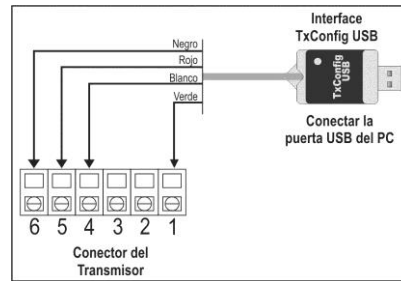 Interface
TxConfig USB
Negro
Rojo
Blanco
Verde
TxConfig
USB
Conectar la
puerta USB del PC
6 5 4 3 2 1
Conector del
Transmisor